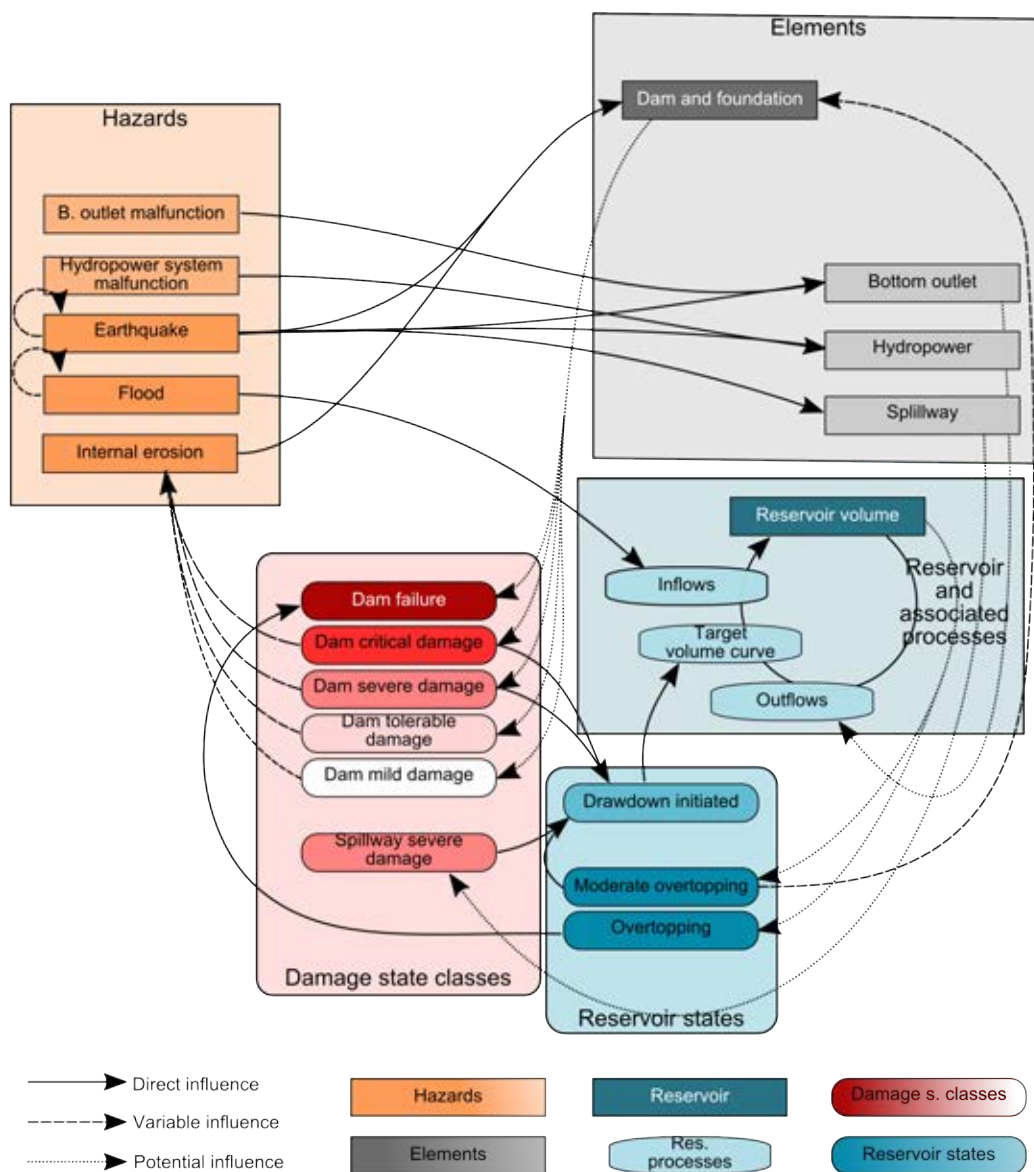 Elements
Dam and foundation
Hazards
B. outlet malfunction
Hydropower system
malfunction
Earthquake
Flood
Internal erosion
Bottom outlet
Hydropower
Splillway
Reservoir volume
Reservoir
and
associated
processes
Inflows
Target
volume curve
Outflows
Dam failure
Dam critical damage
Dam severe damage
Dam tolerable
damage
Dam mild damage
Spillway severe
damage
Damage state classes
Drawdown initiated
Moderate overtopping
Overtopping
Reservoir states
Direct influence
Variable influence
Potential influence
Hazards
Elements
Reservoir
Res.
processes
Damage s. classes
Reservoir states